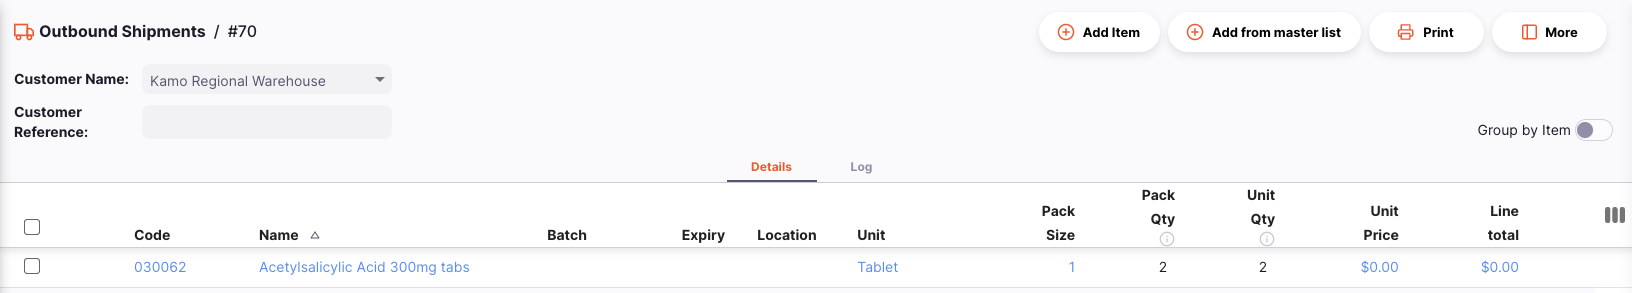 Outbound Shipments / #70
Add Item
Add from master list
Print
More
Customer Name:
Kamo Regional Warehouse
Customer
Reference:
Group by Item
Details
Log
Code
Name
Batch
Expiry
Location
Unit
Pack
Size
Pack
Qty
Unit
Qty
Unit
Price
Line
total
030062
Acetylsalicylic Acid 300mg tabs
Tablet
1
2
2
$0.00
$0.00